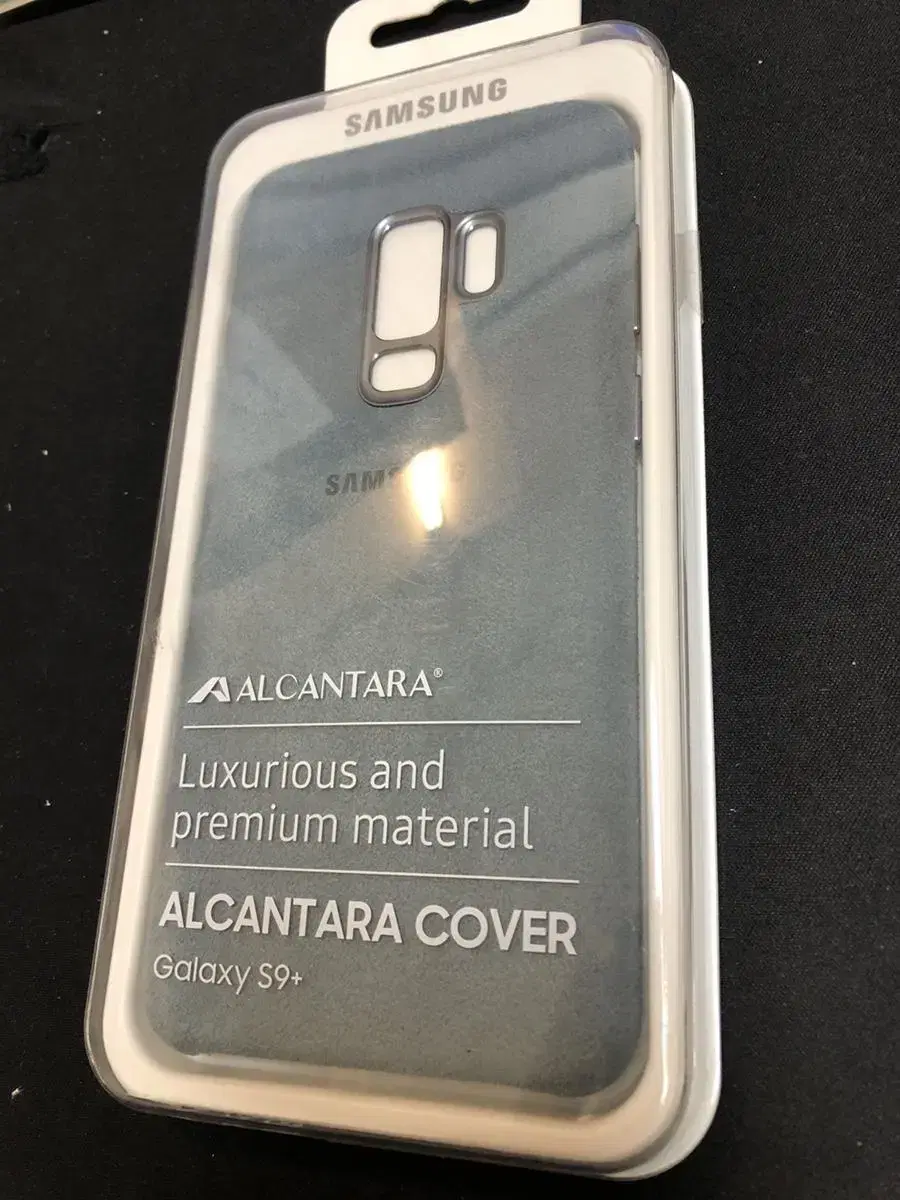 SAMSUNG
ALCANTARA®
Luxurious and
premium material
ALCANTARA COVER
Galaxy S9+